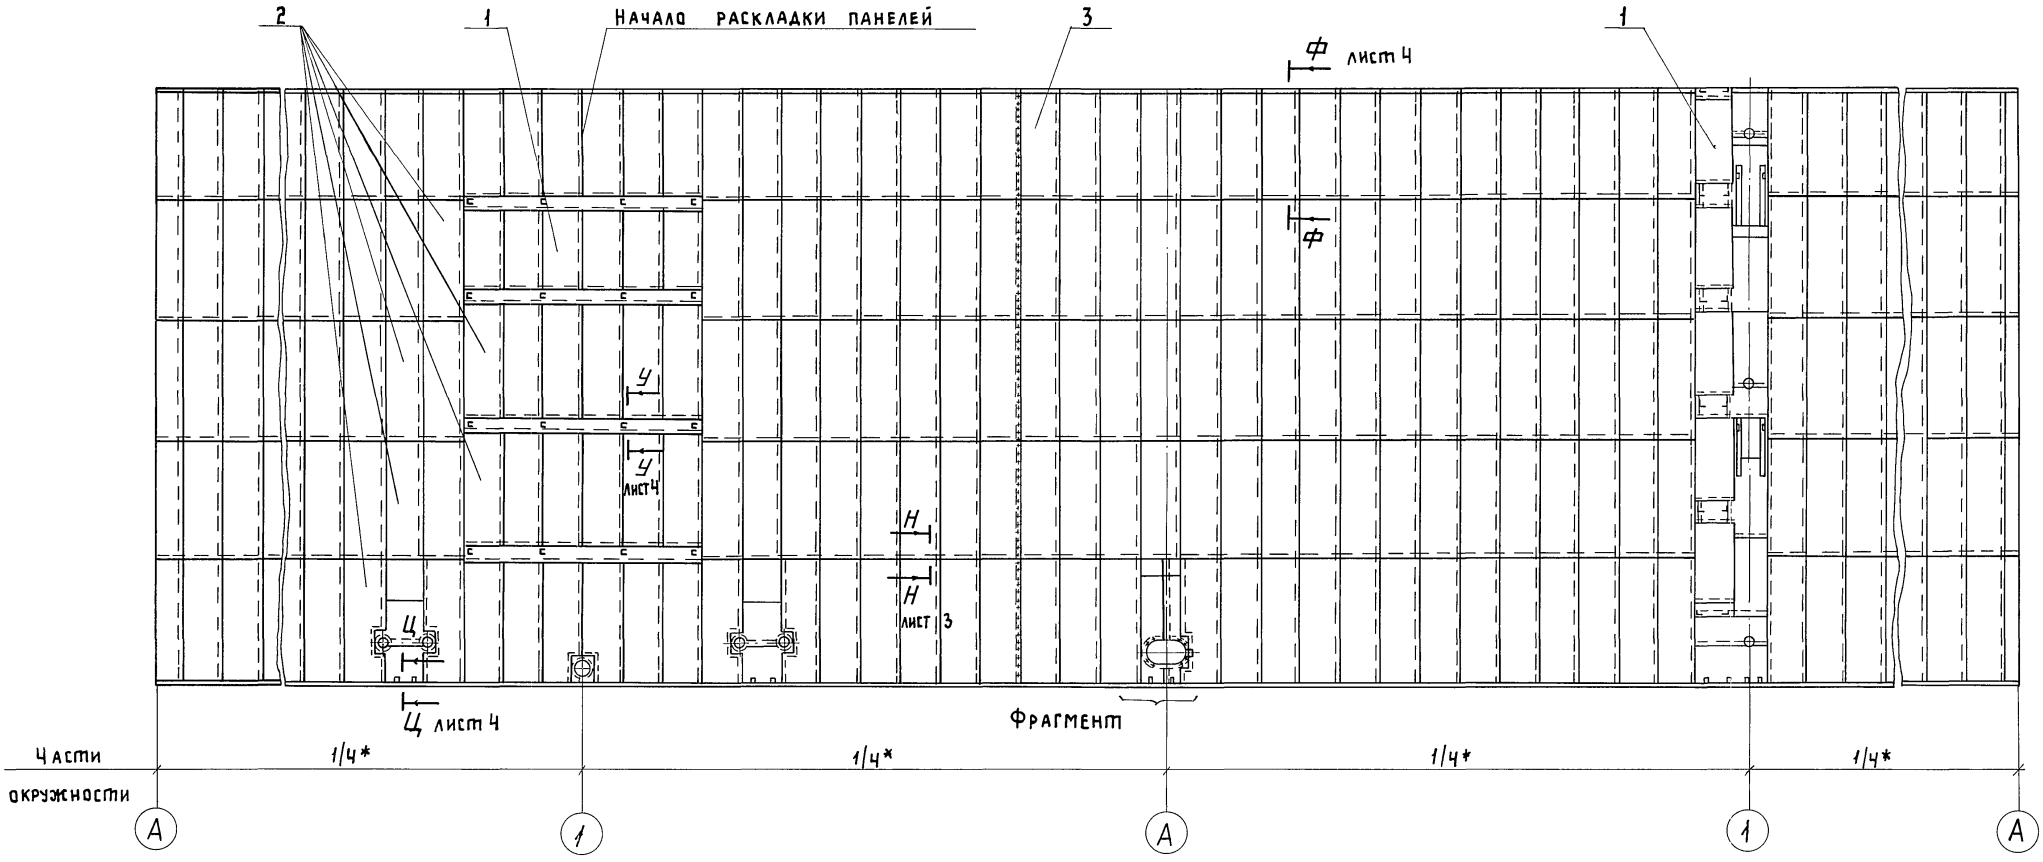 2 1 Начало раскладки панелей 3 1
Ф лист 4
Ф
У
У
лист 4
Н
Н
лист 3
Ц
Ц лист 4
Фрагмент
Части 1/4* 1/4* 1/4* 1/4*
окружности
А 1 А 1 А